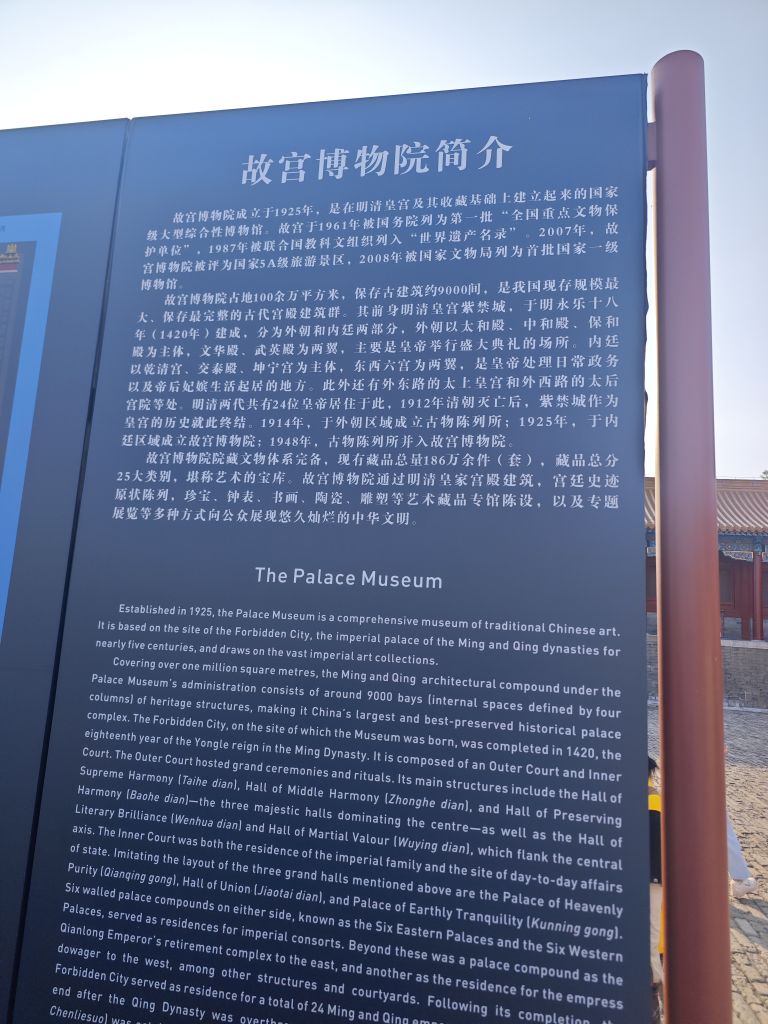 故宫博物院简介
故宫博物院成立于1925年，是在明清皇宫及其收藏基础上建立起来的国家
级大型综合性博物馆。故宫于1961年被国务院列为第一批“全国重点文物保
护单位”，1987年被联合国教科文组织列入“世界遗产名录”。2007年，故
宫博物院被评为国家5A级旅游景区，2008年被国家文物局列为首批国家一级
博物馆。
故宫博物院占地100余万平方米，保存古建筑约9000间，是我国现存规模最
大、保存最完整的古代宫殿建筑群。其前身明清皇宫紫禁城，于明永乐十八
年（1420年）建成，分为外朝和内廷两部分，外朝以太和殿、中和殿、保和
殿为主体，文华殿、武英殿为两翼，主要是皇帝举行盛大典礼的场所。内廷
以乾清宫、交泰殿、坤宁宫为主体，东西六宫为两翼，是皇帝处理日常政务
以及帝后妃嫔生活起居的地方。此外还有外东路的太上皇宫和外西路的太后
宫院等处。明清两代共有24位皇帝居住于此，1912年清朝灭亡后，紫禁城作为
皇宫的历史就此终结。1914年，于外朝区域成立古物陈列所；1925年，于内
廷区域成立故宫博物院；1948年，古物陈列所并入故宫博物院。
故宫博物院院藏文物体系完备，现有藏品总量186万余件（套），藏品总分
25大类别，堪称艺术的宝库。故宫博物院通过明清皇家宫殿建筑，宫廷史迹
原状陈列，珍宝、钟表、书画、陶瓷、雕塑等艺术藏品专馆陈设，以及专题
展览等多种方式向公众展现悠久灿烂的中华文明。
The Palace Museum
Established in 1925, the Palace Museum is a comprehensive museum of traditional Chinese art.
It is based on the site of the Forbidden City, the imperial palace of the Ming and Qing dynasties for
nearly five centuries, and draws on the vast imperial art collections.
Covering over one million square metres, the Ming and Qing architectural compound under the
Palace Museum's administration consists of around 9000 bays (internal spaces defined by four
columns) of heritage structures, making it China's largest and best-preserved historical palace
complex. The Forbidden City, on the site of which the Museum was born, was completed in 1420, the
eighteenth year of the Yongle reign in the Ming Dynasty. It is composed of an Outer Court and Inner
Court. The Outer Court hosted grand ceremonies and rituals. Its main structures include the Hall of
Supreme Harmony (Taihe dian), Hall of Middle Harmony (Zhonghe dian), and Hall of Preserving
Harmony (Baohe dian)—the three majestic halls dominating the centre—as well as the Hall of
Literary Brilliance (Wenhua dian) and Hall of Martial Valour (Wuying dian), which flank the central
axis. The Inner Court was both the residence of the imperial family and the site of day-to-day affairs
of state. Imitating the layout of the three grand halls mentioned above are the Palace of Heavenly
Purity (Qianqing gong), Hall of Union (Jiaotai dian), and Palace of Earthly Tranquility (Kunning gong).
Six walled palace compounds on either side, known as the Six Eastern Palaces and the Six Western
Palaces, served as residences for imperial consorts. Beyond these was a palace compound as the
Qianlong Emperor's retirement complex to the east, and another as the residence for the empress
dowager to the west, among other structures and courtyards. Following its completion,
Forbidden City served as residence for a total of 24 Ming and Qing
end after the Qing Dynasty was
Chenliesuo) was